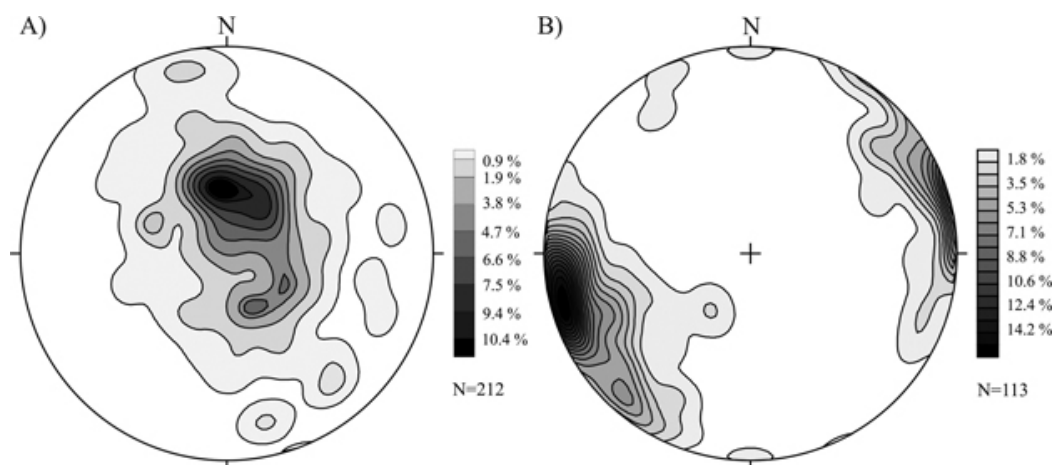 A)
N
0.9 %
1.9 %
3.8 %
4.7 %
6.6 %
7.5 %
9.4 %
10.4 %
N=212
B)
N
1.8 %
3.5 %
5.3 %
7.1 %
8.8 %
10.6 %
12.4 %
14.2 %
N=113